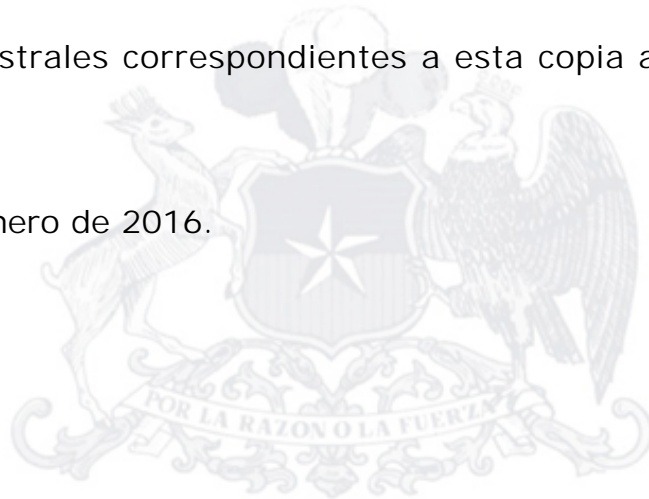 strales correspondientes a esta copia a
nero de 2016.
POR LA RAZON O LA FUERZA